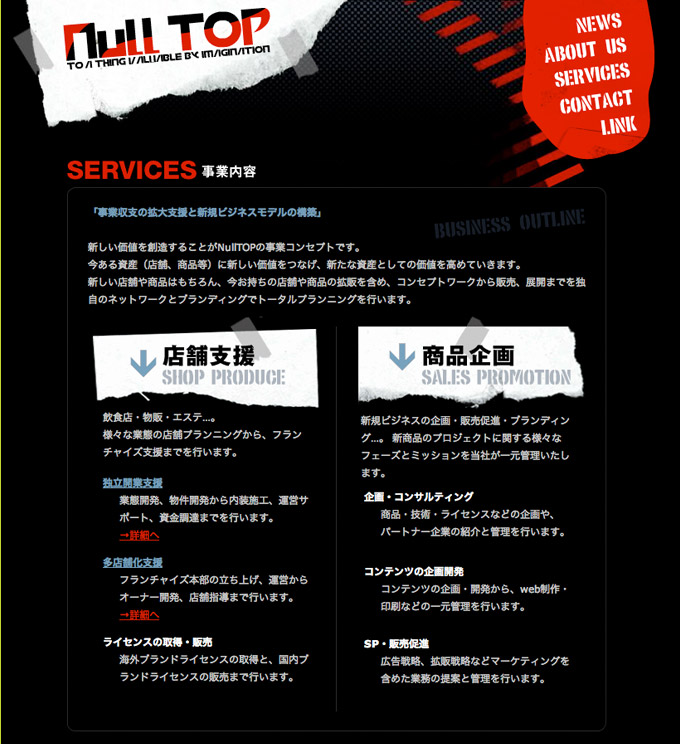 Null TOP
TO A THING VALUABLE BY IMAGINATION
NEWS
ABOUT US
SERVICES
CONTACT
LINK
SERVICES 事業内容
「事業収支の拡大支援と新規ビジネスモデルの構築」
BUSINESS OUTLINE
新しい価値を創造することがNullTOPの事業コンセプトです。
今ある資産（店舗、商品等）に新しい価値をつなげ、新たな資産としての価値を高めていきます。
新しい店舗や商品はもちろん、今お持ちの店舗や商品の拡販を含め、コンセプトワークから販売、展開までを独
自のネットワークとブランディングでトータルプランニングを行います。
店舗支援
SHOP PRODUCE
飲食店・物販・エステ...。
様々な業態の店舗プランニングから、フラン
チャイズ支援までを行います。
独立開業支援
業態開発、物件開発から内装施工、運営サ
ポート、資金調達までを行います。
→詳細へ
多店舗化支援
フランチャイズ本部の立ち上げ、運営から
オーナー開発、店舗指導まで行います。
→詳細へ
ライセンスの取得・販売
海外ブランドライセンスの取得と、国内ブ
ランドライセンスの販売まで行います。
商品企画
SALES PROMOTION
新規ビジネスの企画・販売促進・ブランディン
グ...。 新商品のプロジェクトに関する様々な
フェーズとミッションを当社が一元管理いたし
ます。
企画・コンサルティング
商品・技術・ライセンスなどの企画や、
パートナー企業の紹介と管理を行います。
コンテンツの企画開発
コンテンツの企画・開発から、web制作・
印刷などの一元管理を行います。
SP・販売促進
広告戦略、拡販戦略などマーケティングを
含めた業務の提案と管理を行います。